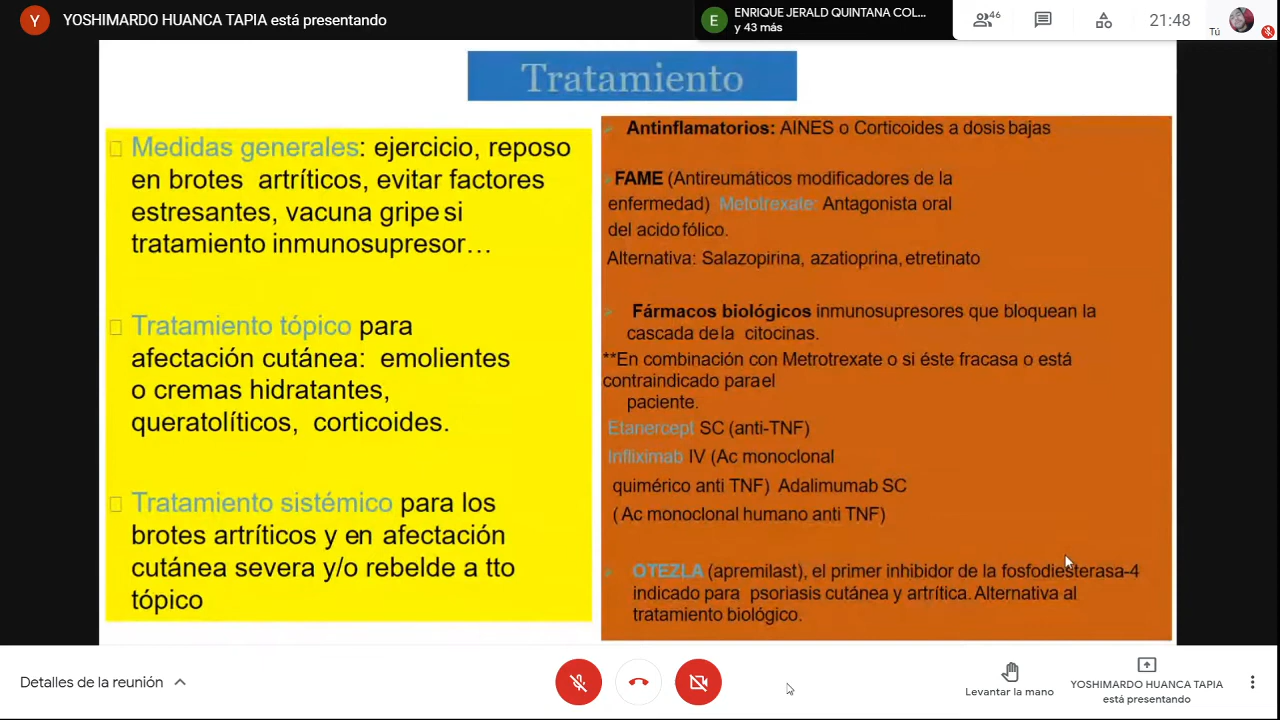 Y
YOSHIMARDO HUANCA TAPIA está presentando
E
ENRIQUE JERALD QUINTANA COL...
y 43 más
46
21:48
Tú
Tratamiento
Medidas generales: ejercicio, reposo
en brotes artríticos, evitar factores
estresantes, vacuna gripe si
tratamiento inmunosupresor…
Tratamiento tópico para
afectación cutánea: emolientes
o cremas hidratantes,
queratolíticos, corticoides.
Tratamiento sistémico para los
brotes artríticos y en afectación
cutánea severa y/o rebelde a tto
tópico
Antinflamatorios: AINES o Corticoides a dosis bajas
FAME (Antireumáticos modificadores de la
enfermedad) Metotrexate: Antagonista oral
del acido fólico.
Alternativa: Salazopirina, azatioprina, etretinato
Fármacos biológicos inmunosupresores que bloquean la
cascada de la citocinas.
**En combinación con Metrotrexate o si éste fracasa o está
contraindicado para el
paciente.
Etanercept SC (anti-TNF)
Infliximab IV (Ac monoclonal
quimérico anti TNF) Adalimumab SC
( Ac monoclonal humano anti TNF)
OTEZLA (apremilast), el primer inhibidor de la fosfodiesterasa-4
indicado para psoriasis cutánea y artrítica. Alternativa al
tratamiento biológico.
Detalles de la reunión
Levantar la mano
YOSHIMARDO HUANCA TAPIA
está presentando